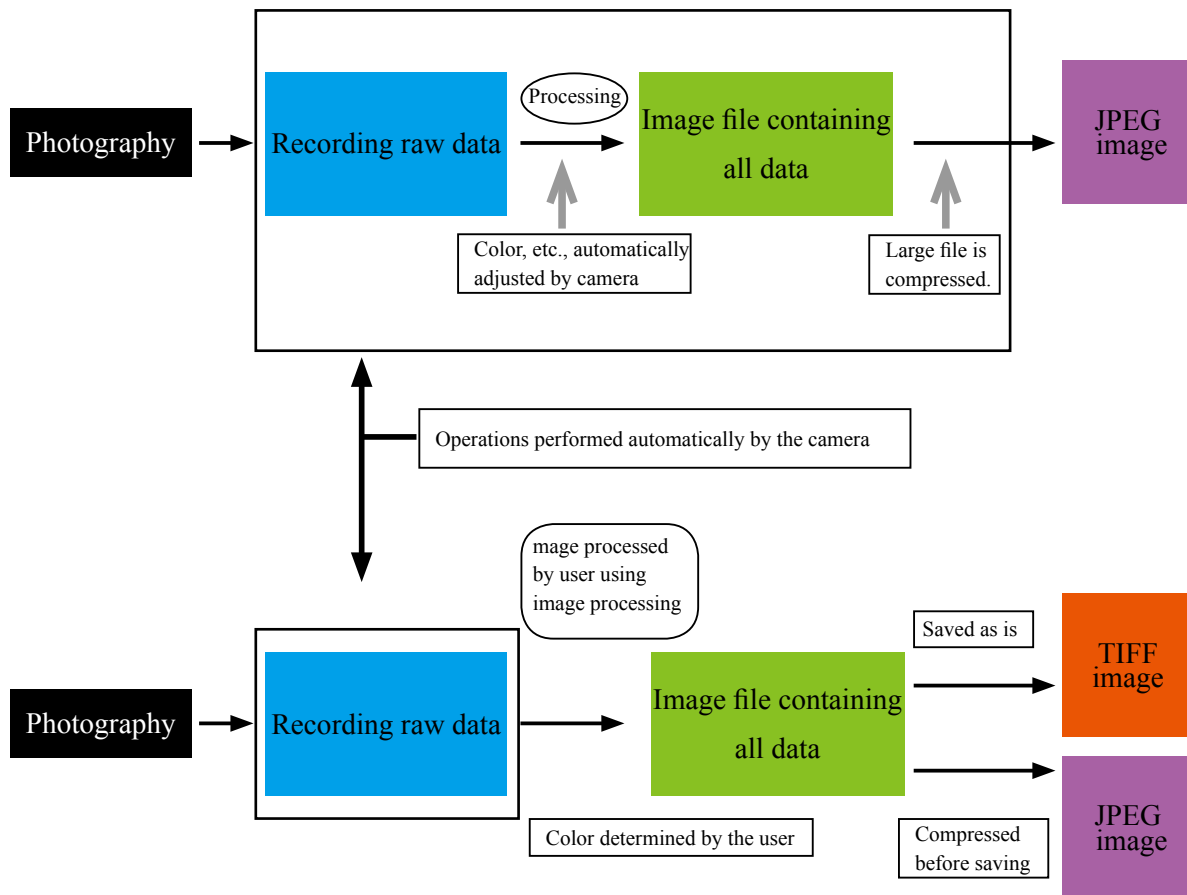 Processing
Photography
Recording raw data
Image file containing
all data
JPEG
image
Color, etc., automatically
adjusted by camera
Large file is
compressed.
Operations performed automatically by the camera
mage processed
by user using
image processing
Saved as is
TIFF
image
Photography
Recording raw data
Image file containing
all data
JPEG
image
Color determined by the user
Compressed
before saving